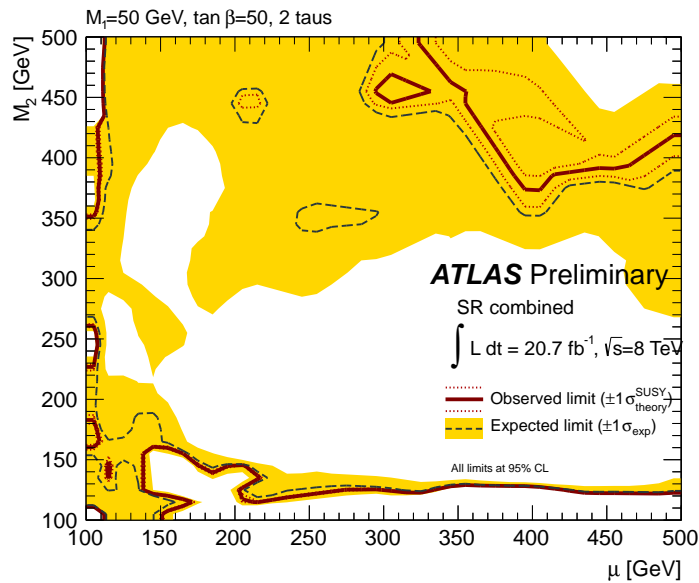 M₁=50 GeV, tan β=50, 2 taus
M₂ [GeV]
500
450
400
350
300
250
200
150
100
ATLAS Preliminary
SR combined
∫ L dt = 20.7 fb⁻¹, √s=8 TeV
Observed limit (±1 σ^SUSY_theory)
Expected limit (±1 σ_exp)
All limits at 95% CL
100 150 200 250 300 350 400 450 500
μ [GeV]